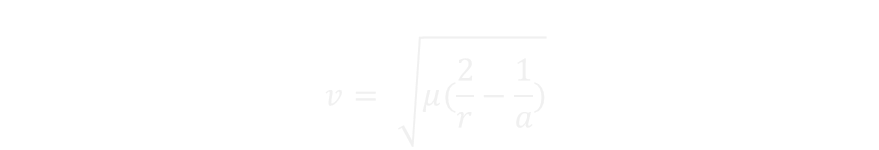 v = √(μ(2/r − 1/a))